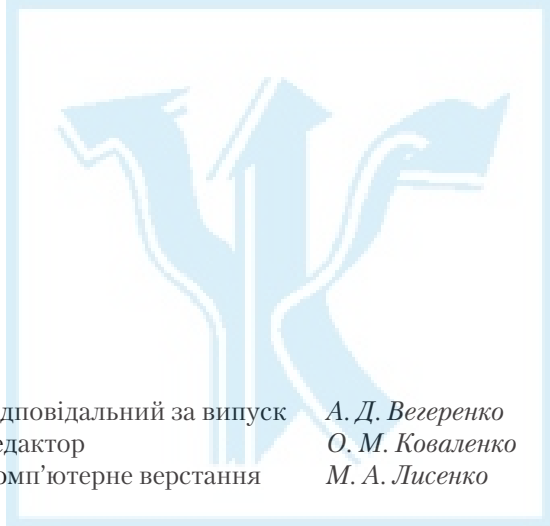 дповідальний за випуск А. Д. Вегеренко
едактор О. М. Коваленко
омп’ютерне верстання М. А. Лисенко